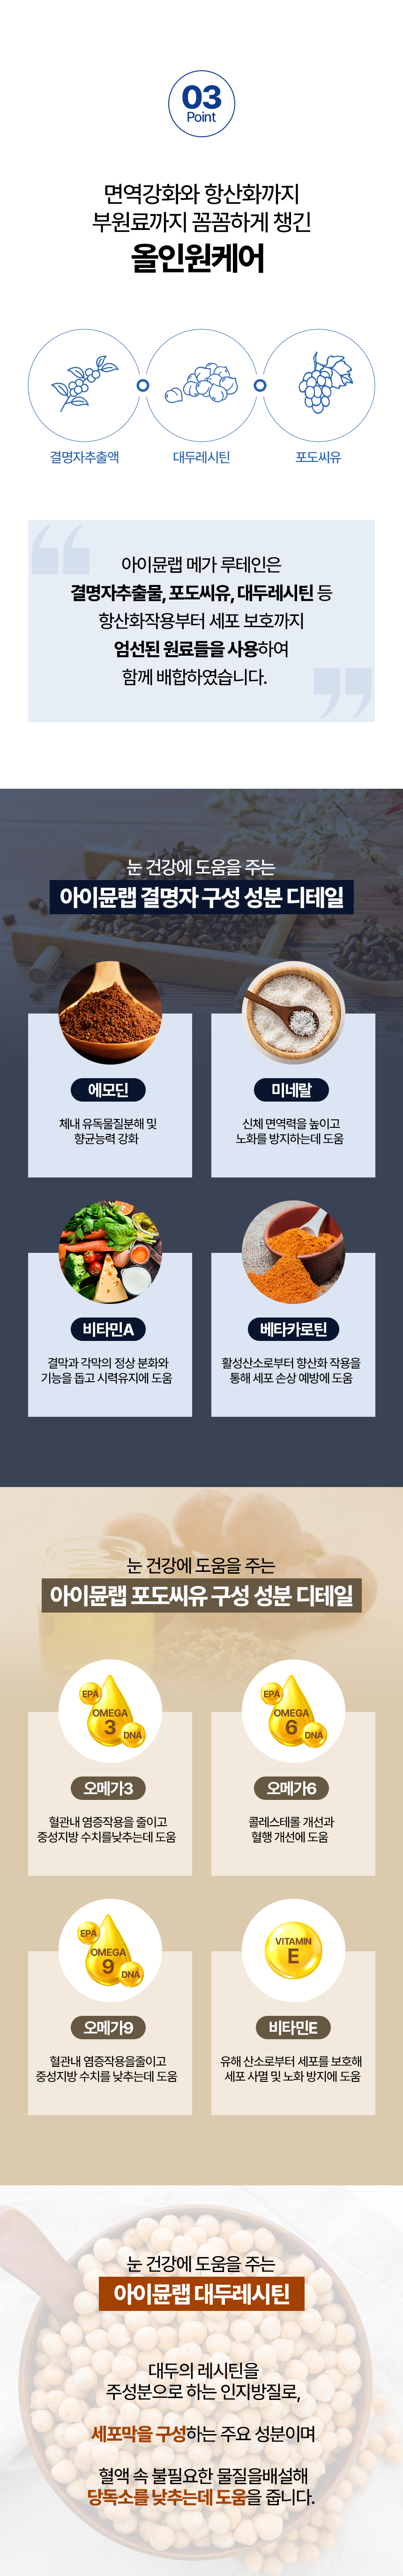 03
Point
면역강화와 항산화까지
부원료까지 꼼꼼하게 챙긴
올인원케어
결명자추출액
대두레시틴
포도씨유
아이뮨랩 메가 루테인은
결명자추출물, 포도씨유, 대두레시틴 등
항산화작용부터 세포 보호까지
엄선된 원료들을 사용하여
함께 배합하였습니다.
눈 건강에 도움을 주는
아이뮨랩 결명자 구성 성분 디테일
에모딘
체내 유독물질분해 및
향균능력 강화
미네랄
신체 면역력을 높이고
노화를 방지하는데 도움
비타민A
결막과 각막의 정상 분화와
기능을 돕고 시력유지에 도움
베타카로틴
활성산소로부터 항산화 작용을
통해 세포 손상 예방에 도움
눈 건강에 도움을 주는
아이뮨랩 포도씨유 구성 성분 디테일
EPA
OMEGA
3
DNA
오메가3
혈관내 염증작용을 줄이고
중성지방 수치를낮추는데 도움
EPA
OMEGA
6
DNA
오메가6
콜레스테롤 개선과
혈행 개선에 도움
EPA
OMEGA
9
DNA
오메가9
혈관내 염증작용을줄이고
중성지방 수치를 낮추는데 도움
VITAMIN
E
비타민E
유해 산소로부터 세포를 보호해
세포 사멸 및 노화 방지에 도움
눈 건강에 도움을 주는
아이뮨랩 대두레시틴
대두의 레시틴을
주성분으로 하는 인지방질로,
세포막을 구성하는 주요 성분이며
혈액 속 불필요한 물질을배설해
당독소를 낮추는데 도움을 줍니다.